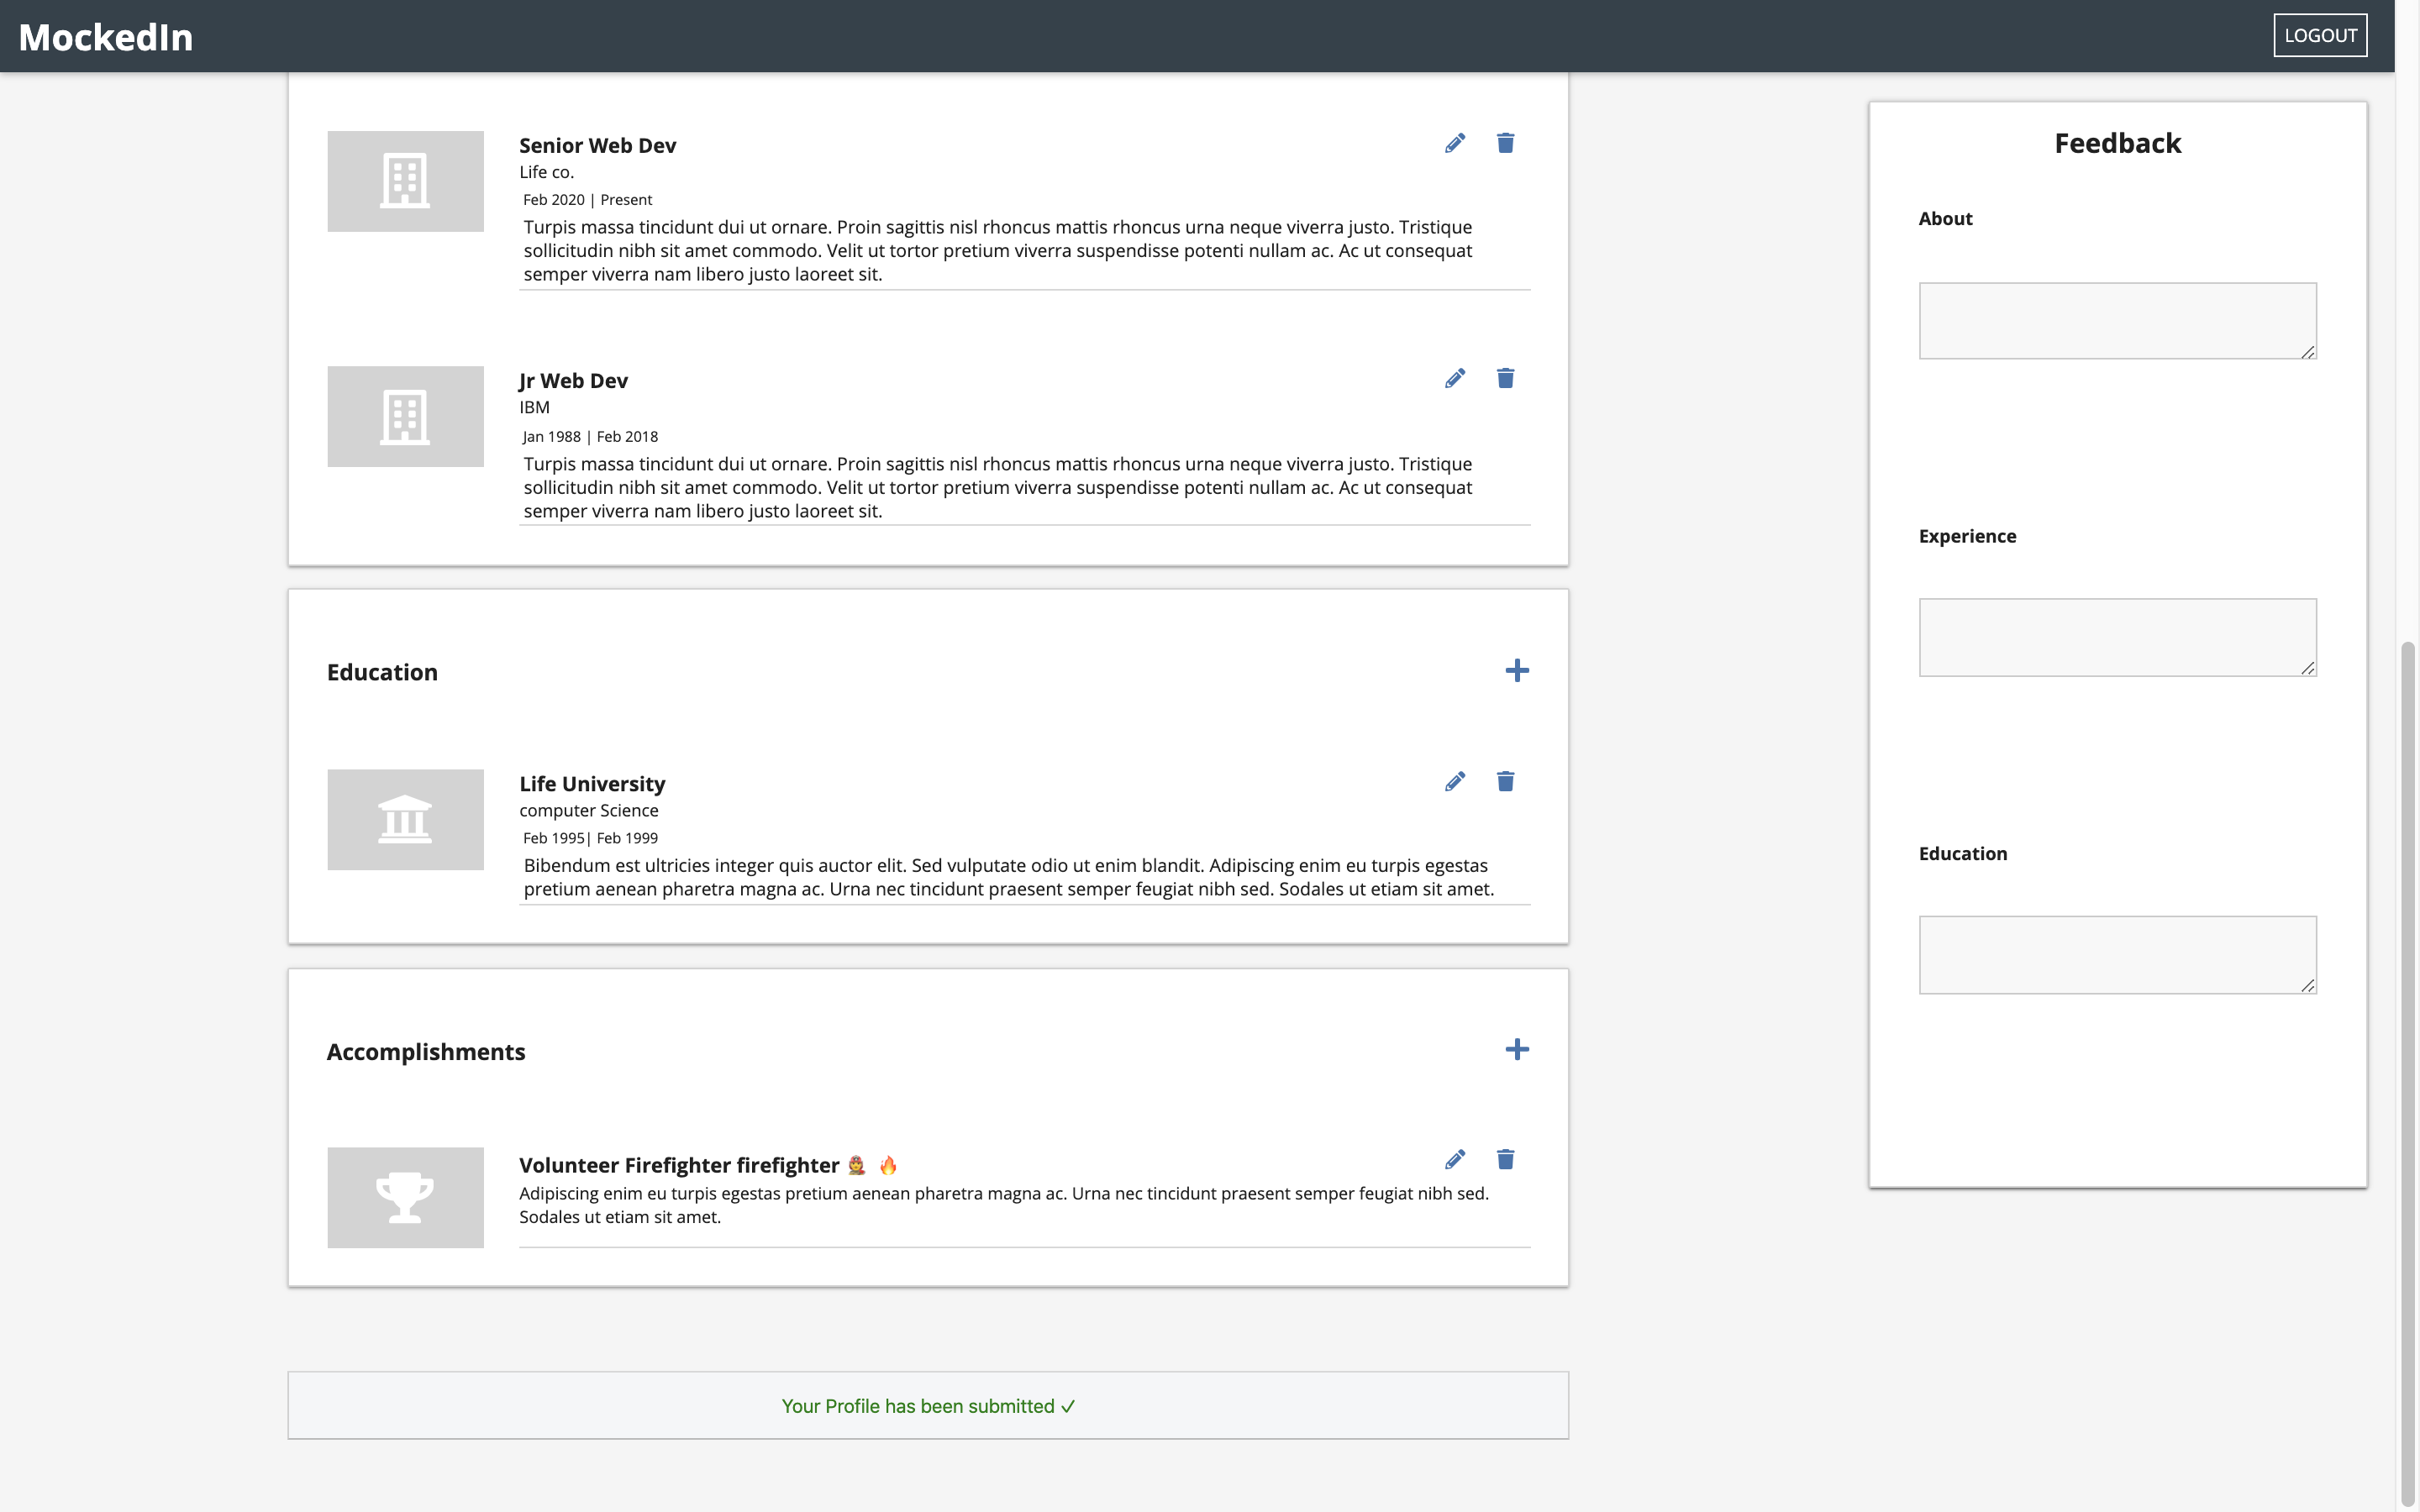 MockedIn
LOGOUT
Senior Web Dev
Life co.
Feb 2020 | Present
Turpis massa tincidunt dui ut ornare. Proin sagittis nisl rhoncus mattis rhoncus urna neque viverra justo. Tristique
sollicitudin nibh sit amet commodo. Velit ut tortor pretium viverra suspendisse potenti nullam ac. Ac ut consequat
semper viverra nam libero justo laoreet sit.
Jr Web Dev
IBM
Jan 1988 | Feb 2018
Turpis massa tincidunt dui ut ornare. Proin sagittis nisl rhoncus mattis rhoncus urna neque viverra justo. Tristique
sollicitudin nibh sit amet commodo. Velit ut tortor pretium viverra suspendisse potenti nullam ac. Ac ut consequat
semper viverra nam libero justo laoreet sit.
Education
Life University
computer Science
Feb 1995| Feb 1999
Bibendum est ultricies integer quis auctor elit. Sed vulputate odio ut enim blandit. Adipiscing enim eu turpis egestas
pretium aenean pharetra magna ac. Urna nec tincidunt praesent semper feugiat nibh sed. Sodales ut etiam sit amet.
Accomplishments
Volunteer Firefighter firefighter 👩‍🚒 🔥
Adipiscing enim eu turpis egestas pretium aenean pharetra magna ac. Urna nec tincidunt praesent semper feugiat nibh sed.
Sodales ut etiam sit amet.
Your Profile has been submitted ✓
Feedback
About
Experience
Education